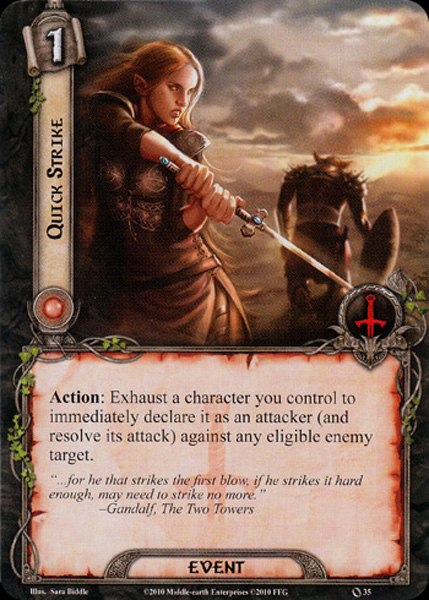 1
QUICK STRIKE
Action: Exhaust a character you control to
immediately declare it as an attacker (and
resolve its attack) against any eligible enemy
target.
“...for he that strikes the first blow, if he strikes it hard
enough, may need to strike no more.”
–Gandalf, The Two Towers
EVENT
Illus. Sara Biddle
©2010 Middle-earth Enterprises ©2010 FFG
35